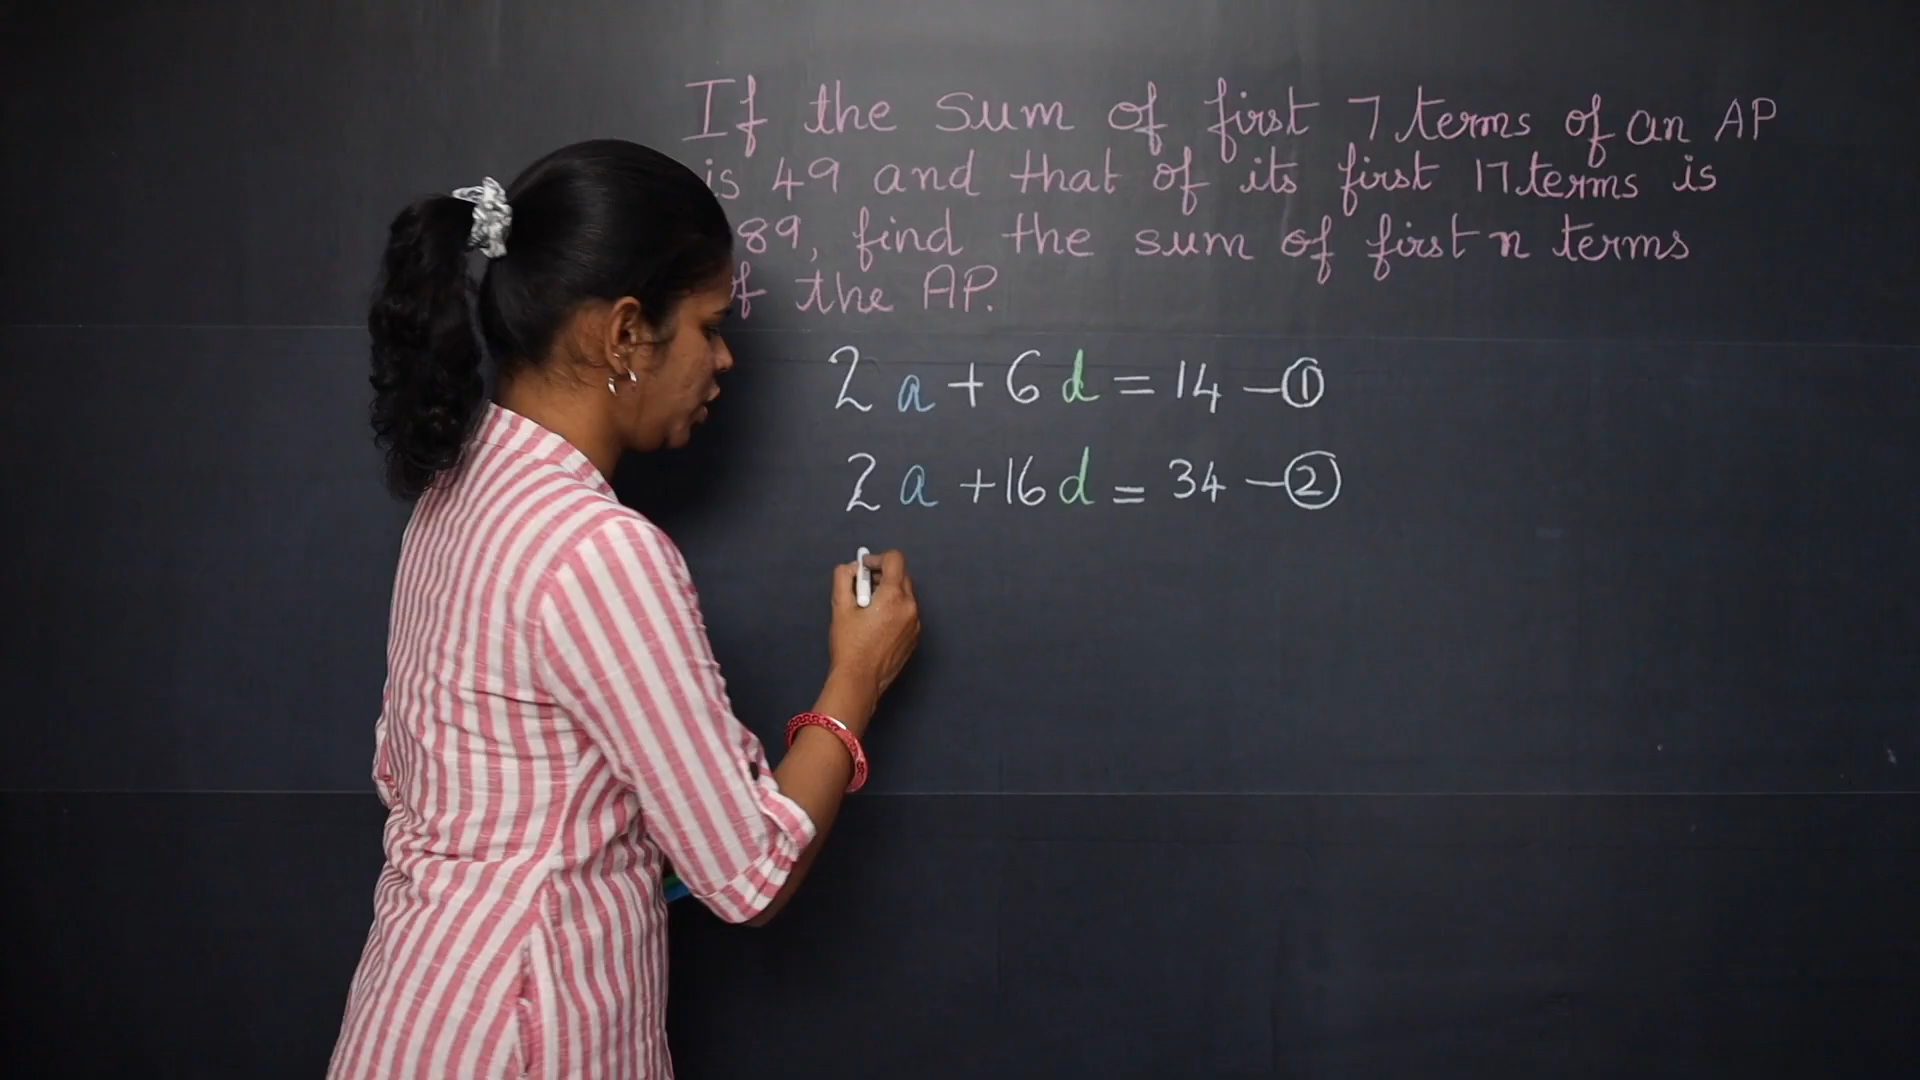 If the sum of first 7 terms of an AP
is 49 and that of its first 17 terms is
89, find the sum of first n terms
of the AP.
2a + 6d = 14 - ①
2a + 16d = 34 - ②